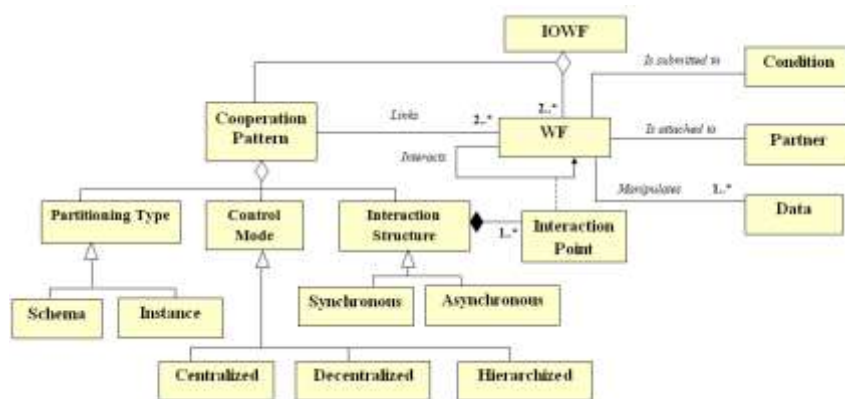 IOWF
Is submitted to
Condition
Cooperation
Pattern
Links
2..*
2..*
WF
Is attached to
Partner
Interacts
Manipulates
1..*
Data
Partitioning Type
Control
Mode
Interaction
Structure
1..*
Interaction
Point
Schema
Instance
Synchronous
Asynchronous
Centralized
Decentralized
Hierarchized